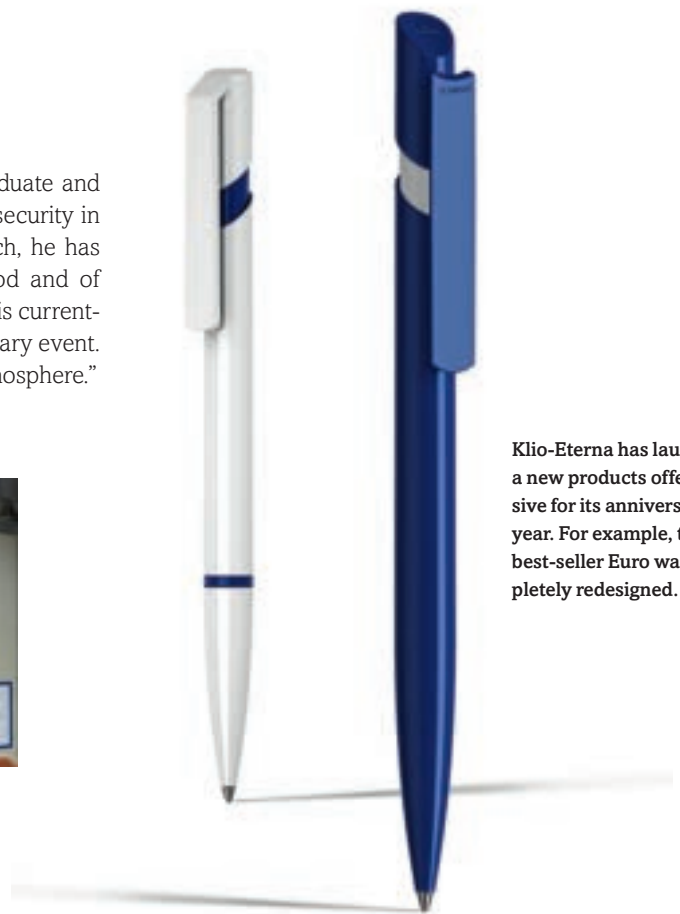 duate and
security in
ch, he has
od and of
is current-
ary event.
nosphere.”
Klio-Eterna has lau
a new products offe
sive for its annivers
year. For example, t
best-seller Euro wa
pletely redesigned.